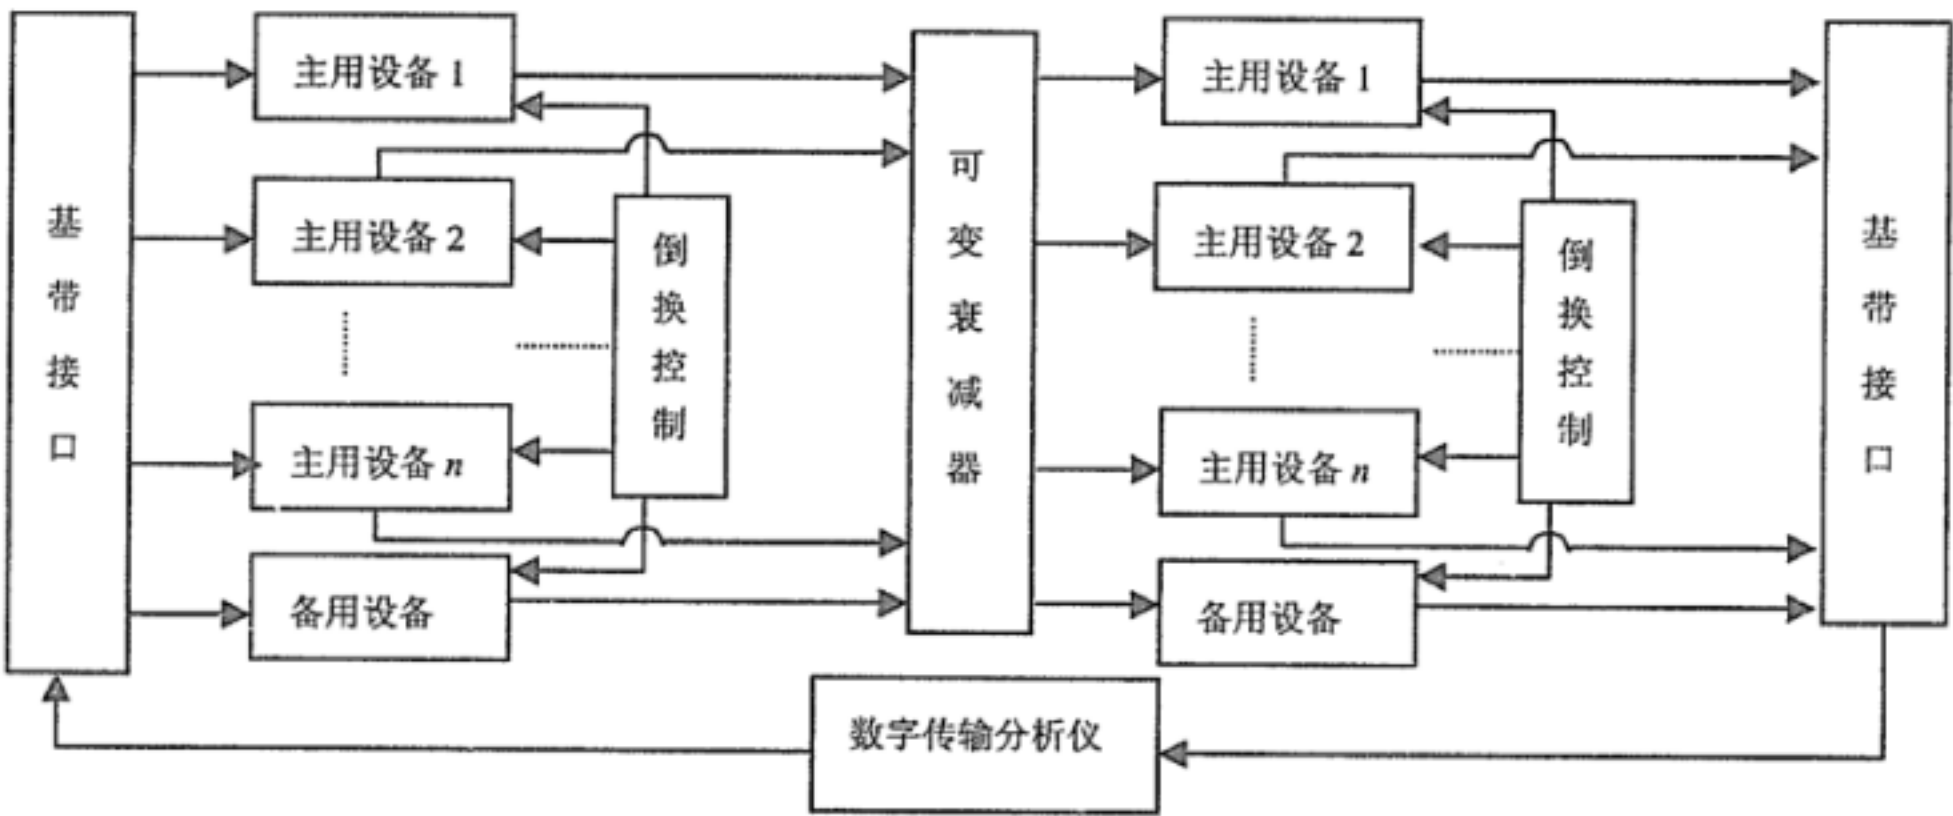 基带接口
主用设备 1
主用设备 2
主用设备 n
备用设备
倒换控制
可变衰减器
主用设备 1
主用设备 2
主用设备 n
备用设备
倒换控制
基带接口
数字传输分析仪